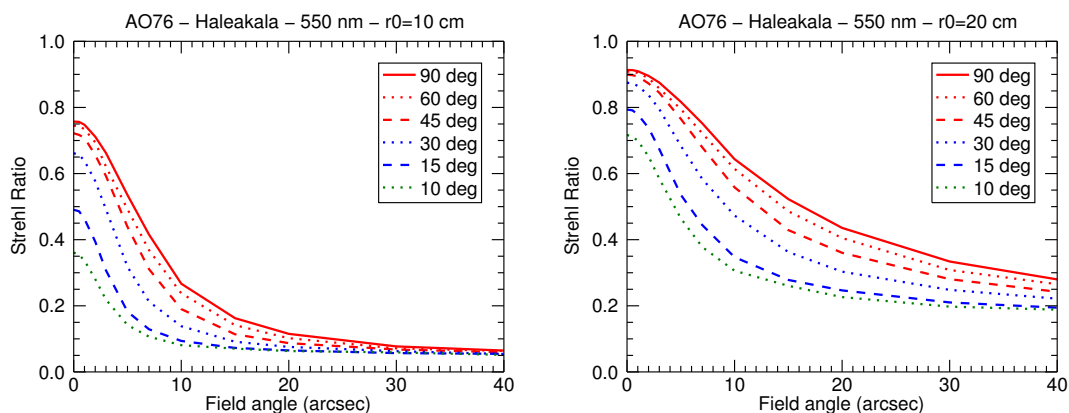 AO76 – Haleakala – 550 nm – r0=10 cm
Strehl Ratio
1.0
0.8
0.6
0.4
0.2
0.0
90 deg
60 deg
45 deg
30 deg
15 deg
10 deg
0 10 20 30 40
Field angle (arcsec)
AO76 – Haleakala – 550 nm – r0=20 cm
Strehl Ratio
1.0
0.8
0.6
0.4
0.2
0.0
90 deg
60 deg
45 deg
30 deg
15 deg
10 deg
0 10 20 30 40
Field angle (arcsec)